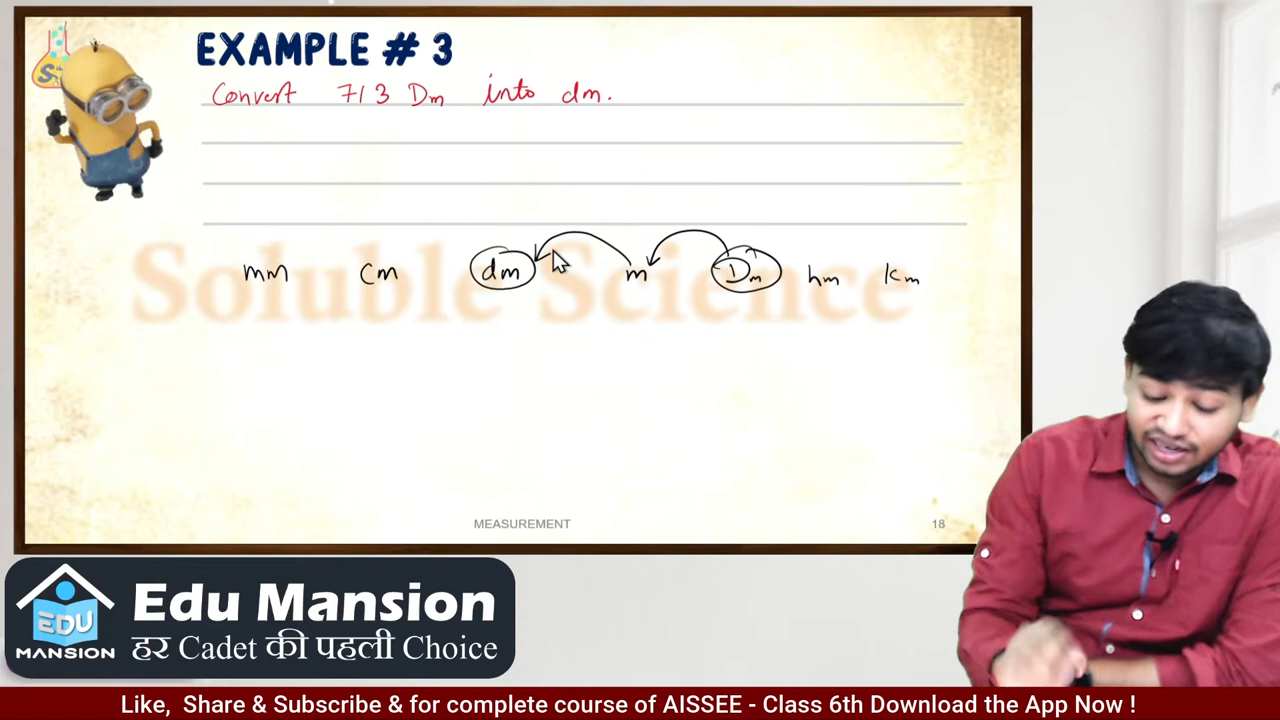 EXAMPLE # 3
Convert 713 Dm into dm.
mm cm dm m Dm hm km
Soluble Science
MEASUREMENT 18
EDU MANSION
Edu Mansion
हर Cadet की पहली Choice
Like, Share & Subscribe & for complete course of AISSEE - Class 6th Download the App Now !